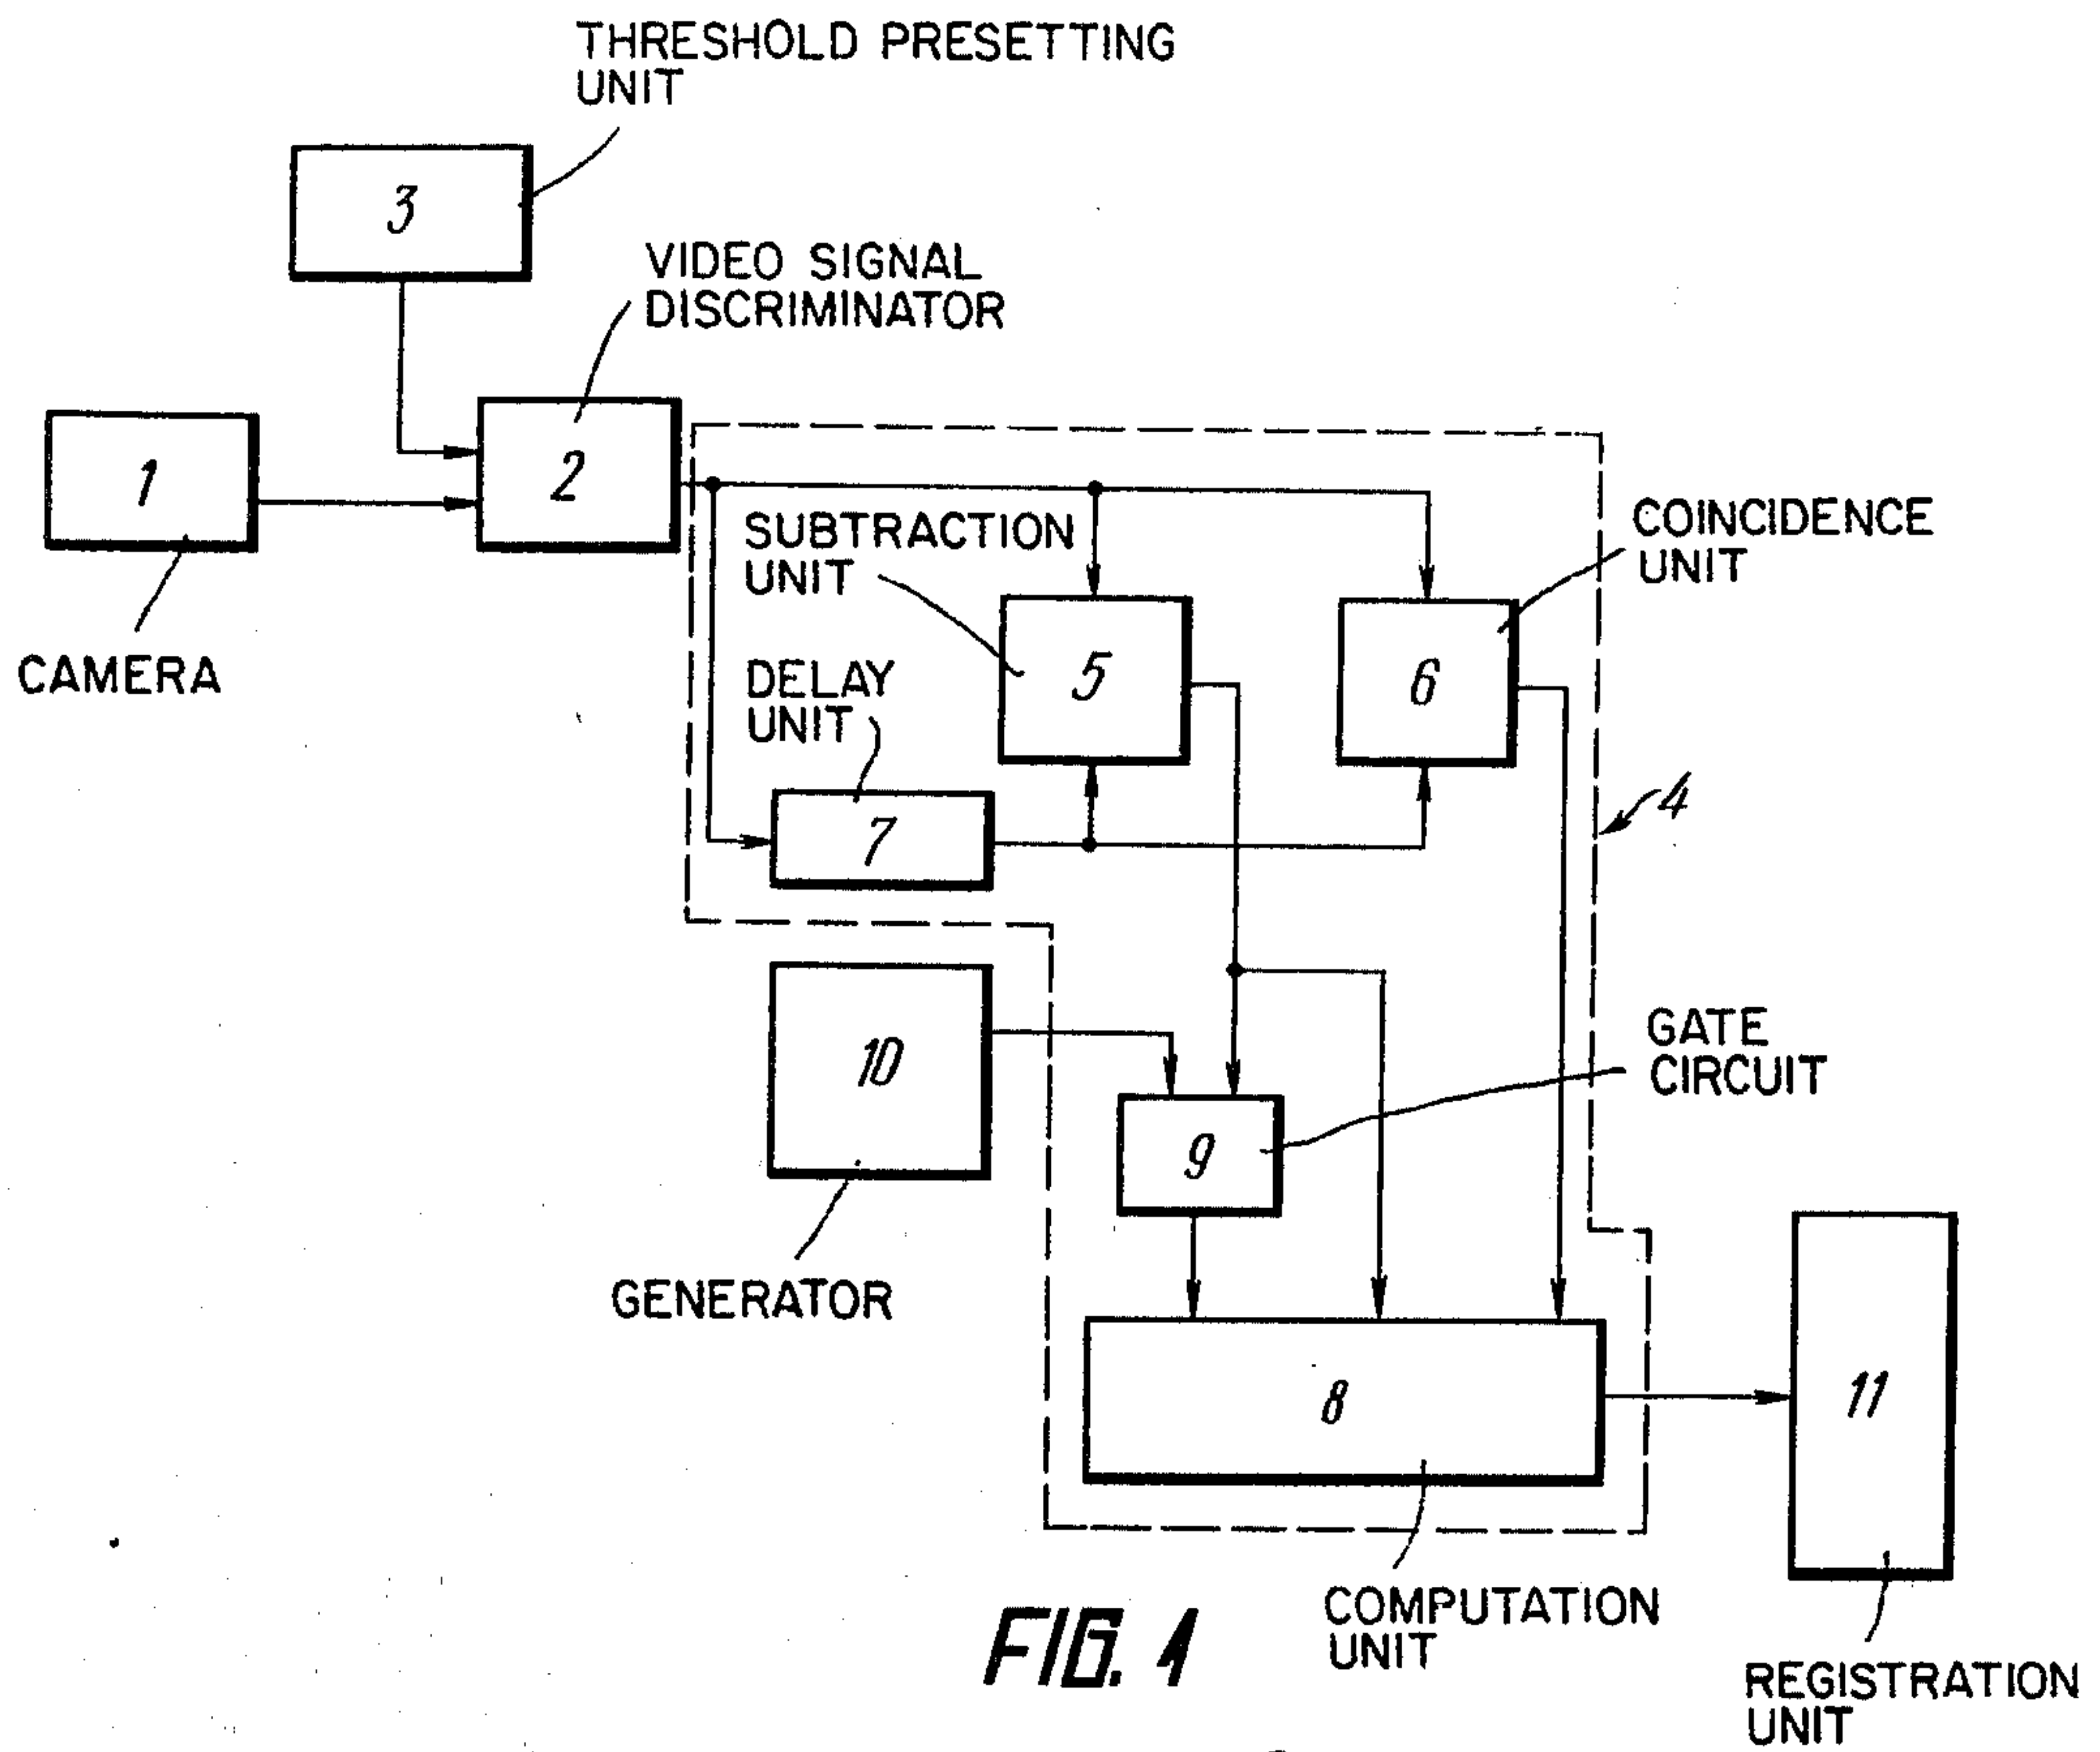 THRESHOLD PRESETTING
UNIT
3
VIDEO SIGNAL
DISCRIMINATOR
1
2
CAMERA
SUBTRACTION
UNIT
COINCIDENCE
UNIT
5
6
DELAY
UNIT
7
4
10
GATE
CIRCUIT
9
GENERATOR
8
11
COMPUTATION
UNIT
FIG. 1
REGISTRATION
UNIT